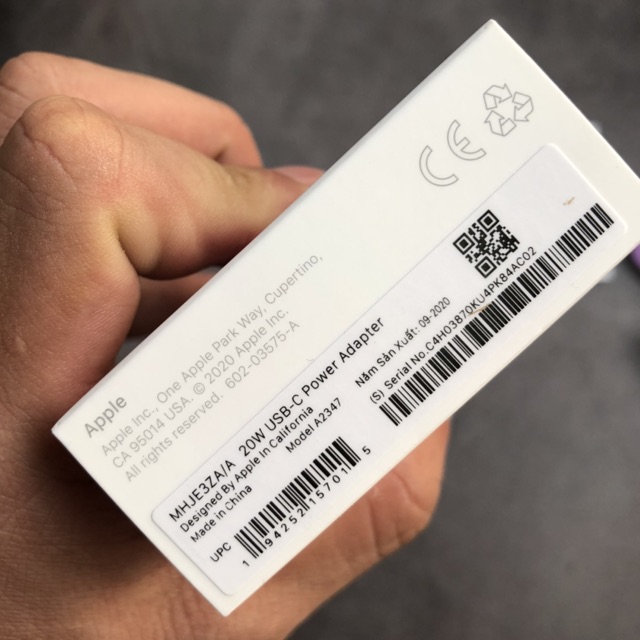 Apple
Apple Inc., One Apple Park Way, Cupertino,
CA 95014 USA. © 2020 Apple Inc.
All rights reserved. 602-03575-A
CE
MHJE3ZA/A 20W USB-C Power Adapter
Designed By Apple in California
Made in China
Model A2347
Năm Sản Xuất: 09-2020
(S) Serial No.C4H03870KU4PK84AC02
UPC
1 94252 15701 5